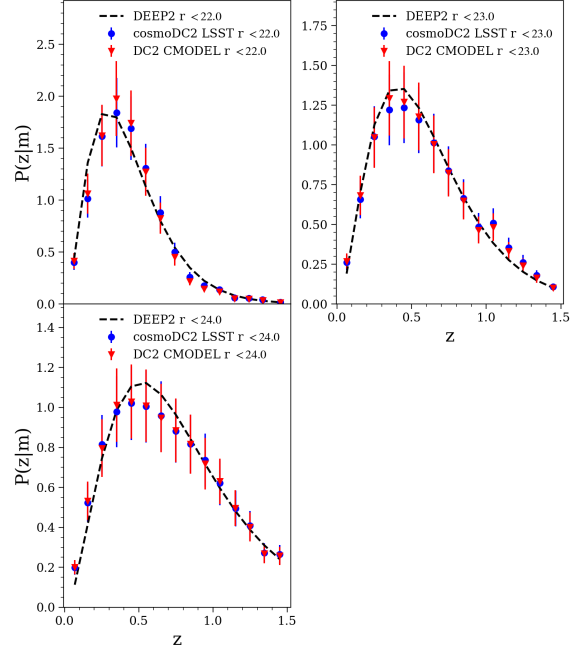 DEEP2 r < 22.0
cosmoDC2 LSST r < 22.0
DC2 CMODEL r < 22.0
P(z|m)
2.5
2.0
1.5
1.0
0.5
0.0
DEEP2 r < 23.0
cosmoDC2 LSST r < 23.0
DC2 CMODEL r < 23.0
1.75
1.50
1.25
1.00
0.75
0.50
0.25
0.00
0.0 0.5 1.0 1.5
z
DEEP2 r < 24.0
cosmoDC2 LSST r < 24.0
DC2 CMODEL r < 24.0
P(z|m)
1.4
1.2
1.0
0.8
0.6
0.4
0.2
0.0
0.0 0.5 1.0 1.5
z